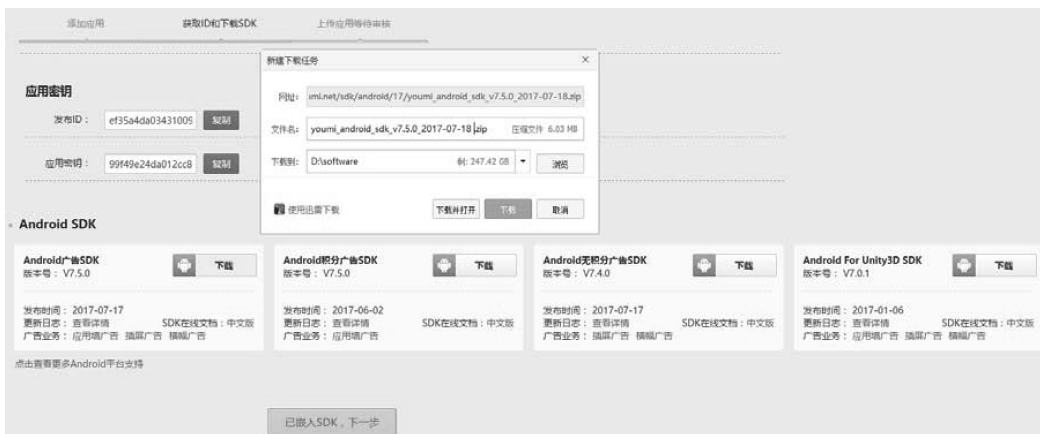 添加应用 获取ID和下载SDK 上传应用等待审核
新建下载任务 ×
网址: uml.net/sdk/android/17/youmi_android_sdk_v7.5.0_2017-07-18.zip
文件名: youmi_android_sdk_v7.5.0_2017-07-18.zip 压缩文件 6.03 MB
下载到: D:\software 剩: 247.42 GB 浏览
使用迅雷下载 下载并打开 下载 取消
应用密钥
发布ID: ef35a4da03431009 复制
应用密钥: 99f49e24da012cc8 复制
Android SDK
Android广告SDK 下载
版本号: V7.5.0
发布时间: 2017-07-17
更新日志: 查看详情 SDK在线文档:中文版
广告业务: 应用墙广告 插屏广告 横幅广告
Android积分广告SDK 下载
版本号: V7.5.0
发布时间: 2017-06-02
更新日志: 查看详情 SDK在线文档:中文版
广告业务: 应用墙广告
Android无积分广告SDK 下载
版本号: V7.4.0
发布时间: 2017-07-17
更新日志: 查看详情 SDK在线文档:中文版
广告业务: 插屏广告 横幅广告
Android For Unity3D SDK 下载
版本号: V7.0.1
发布时间: 2017-01-06
更新日志: 查看详情 SDK在线文档:中文版
广告业务: 应用墙广告 插屏广告 横幅广告
点击查看更多Android平台支持
已嵌入SDK,下一步